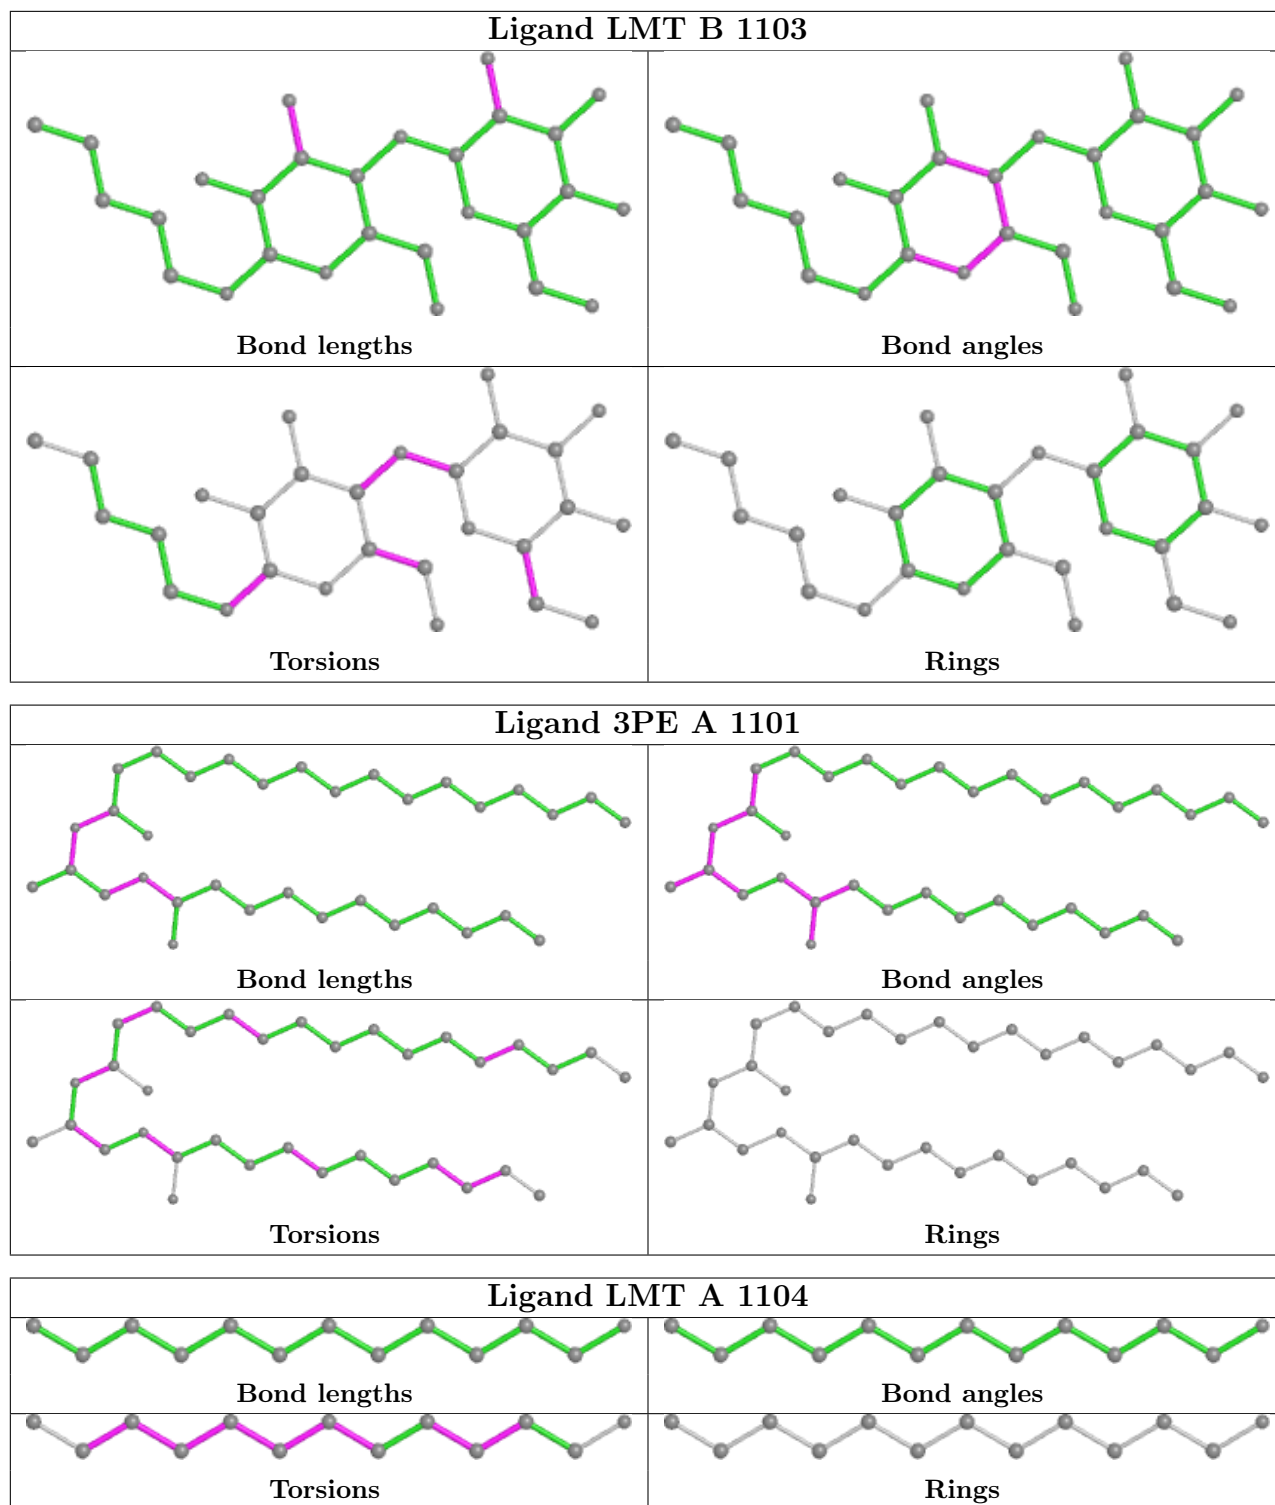 Ligand LMT B 1103
Bond lengths
Bond angles
Torsions
Rings
Ligand 3PE A 1101
Bond lengths
Bond angles
Torsions
Rings
Ligand LMT A 1104
Bond lengths
Bond angles
Torsions
Rings